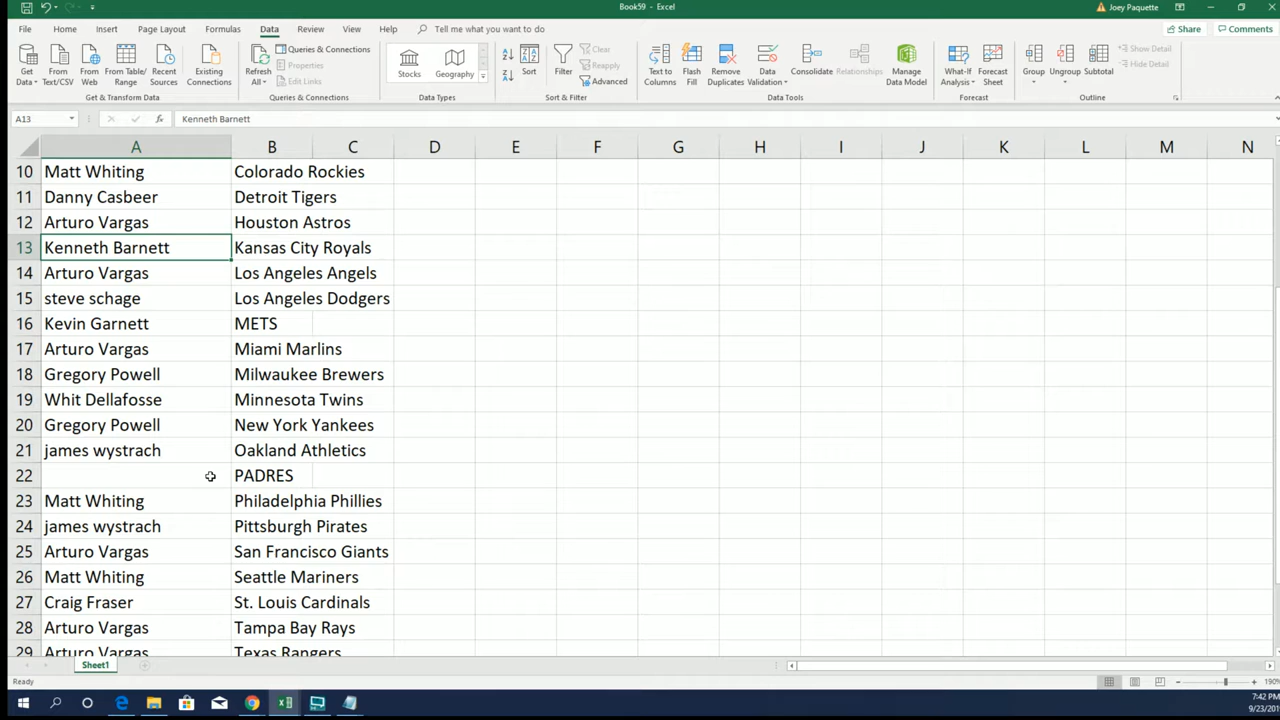 Book59 - Excel
Joey Paquette
File Home Insert Page Layout Formulas Data Review View Help Tell me what you want to do
Share Comments
Get Data
From Text/CSV
From Web
From Table/Range
Recent Sources
Existing Connections
Get & Transform Data
Refresh All
Queries & Connections
Properties
Edit Links
Queries & Connections
Stocks
Geography
Data Types
Sort
Filter
Clear
Reapply
Advanced
Sort & Filter
Text to Columns
Flash Fill
Remove Duplicates
Data Validation
Consolidate
Relationships
Manage Data Model
Data Tools
What-If Analysis
Forecast Sheet
Forecast
Group
Ungroup
Subtotal
Show Detail
Hide Detail
Outline
A13 fx Kenneth Barnett
A B C D E F G H I J K L M N
10 Matt Whiting Colorado Rockies
11 Danny Casbeer Detroit Tigers
12 Arturo Vargas Houston Astros
13 Kenneth Barnett Kansas City Royals
14 Arturo Vargas Los Angeles Angels
15 steve schage Los Angeles Dodgers
16 Kevin Garnett METS
17 Arturo Vargas Miami Marlins
18 Gregory Powell Milwaukee Brewers
19 Whit Dellafosse Minnesota Twins
20 Gregory Powell New York Yankees
21 james wystrach Oakland Athletics
22 PADRES
23 Matt Whiting Philadelphia Phillies
24 james wystrach Pittsburgh Pirates
25 Arturo Vargas San Francisco Giants
26 Matt Whiting Seattle Mariners
27 Craig Fraser St. Louis Cardinals
28 Arturo Vargas Tampa Bay Rays
29 Arturo Vargas Texas Rangers
Sheet1
Ready
190%
7:42 PM
9/23/20